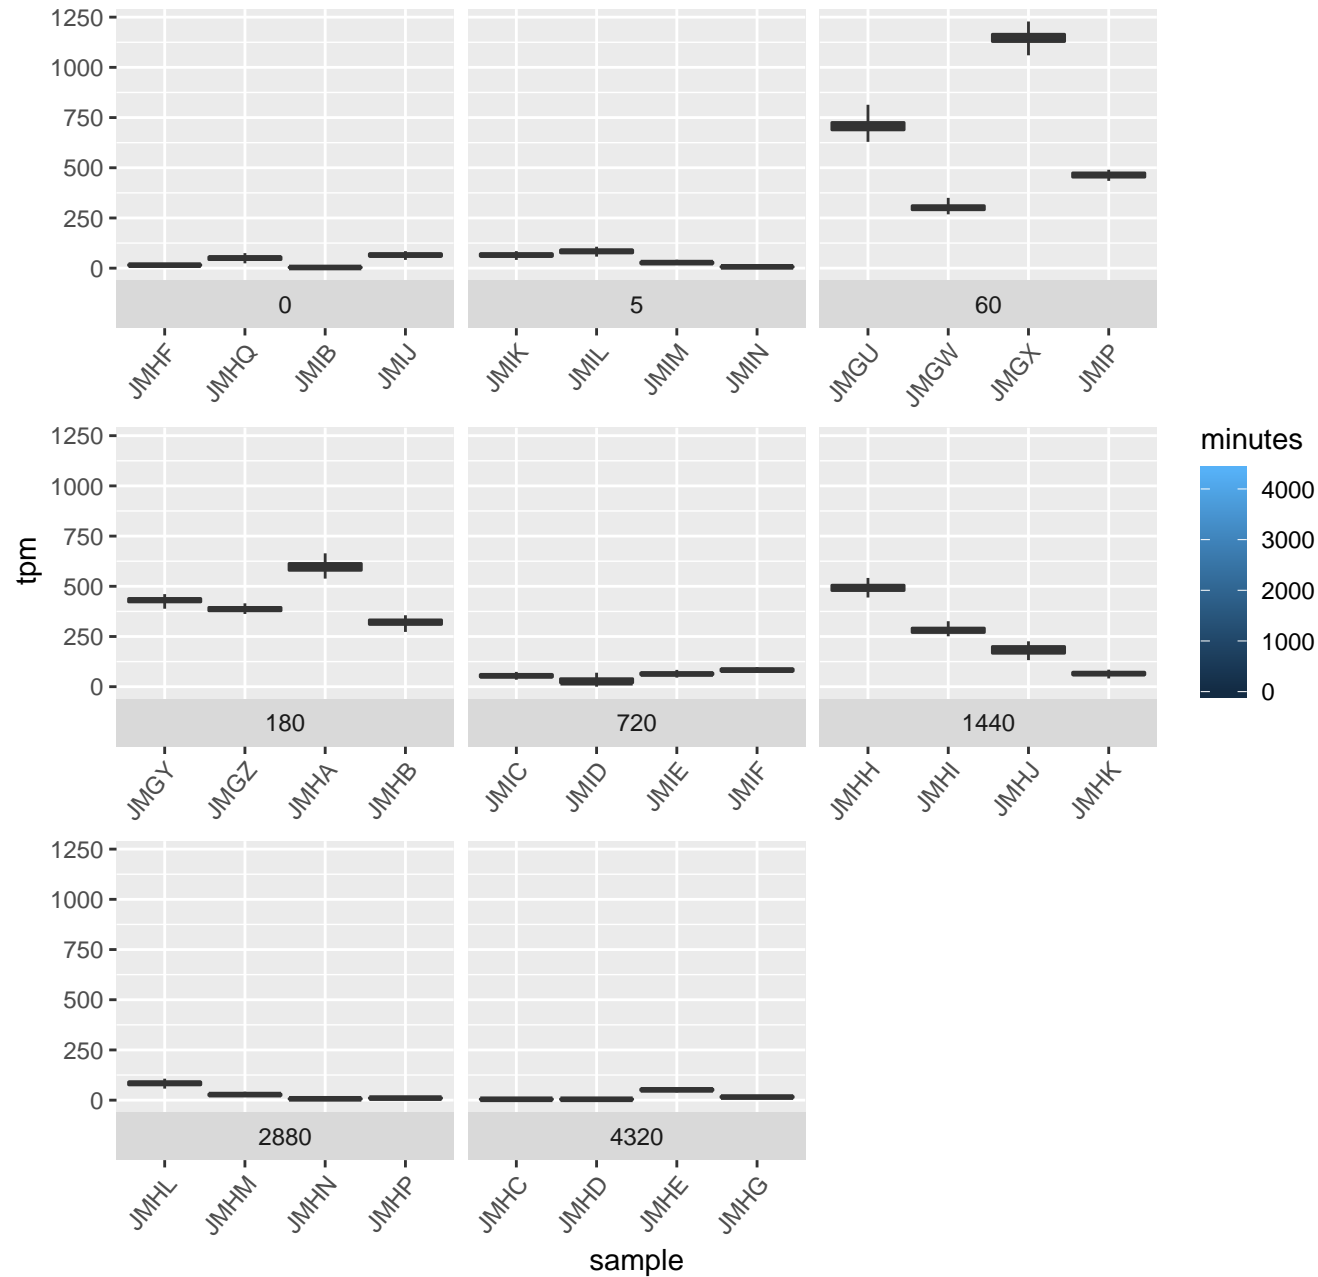 1250
1000
750
500
250
0
0
5
60
JMHF
JMHQ
JMIB
JMIJ
JMIK
JMIL
JMIM
JMIN
JMGU
JMGW
JMGX
JMIP
tpm
1250
1000
750
500
250
0
180
720
1440
JMGY
JMGZ
JMHA
JMHB
JMIC
JMID
JMIE
JMIF
JMHH
JMHI
JMHJ
JMHK
minutes
4000
3000
2000
1000
0
1250
1000
750
500
250
0
2880
4320
JMHL
JMHM
JMHN
JMHP
JMHC
JMHD
JMHE
JMHG
sample